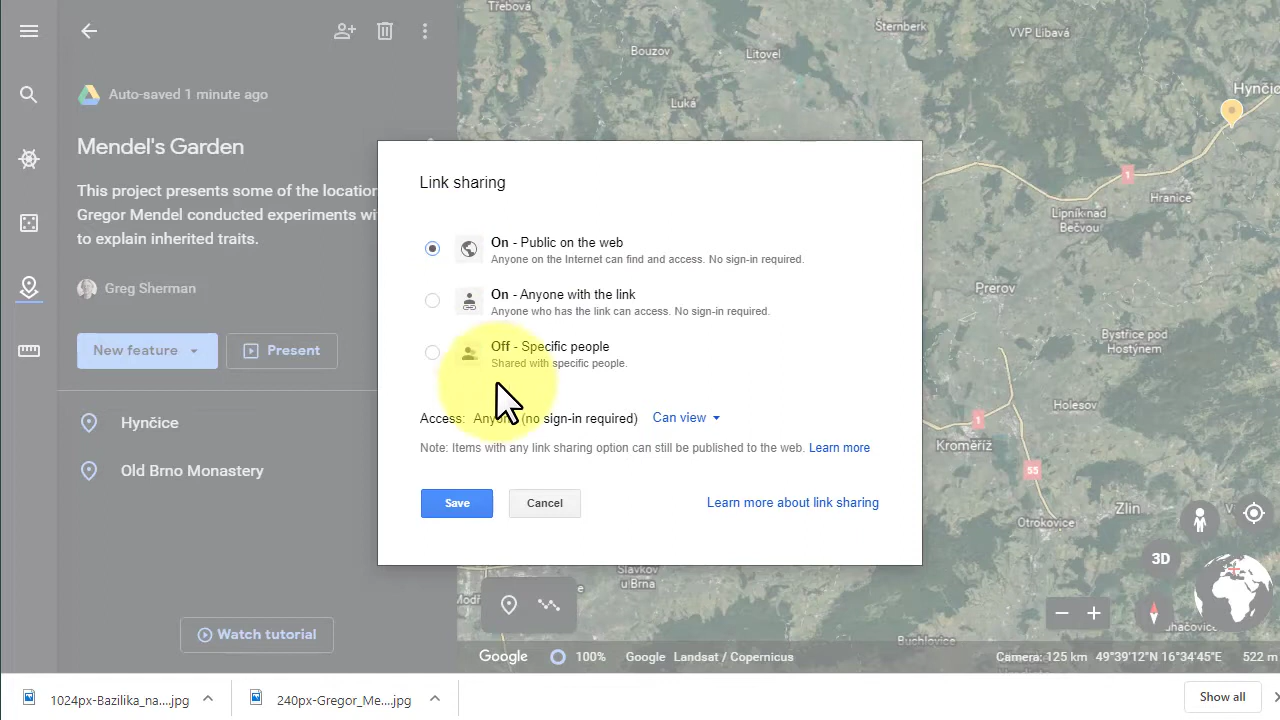 Třebová
Šternberk
VVP Libavá
Bouzov
Litovel
Luká
Hynčic
Auto-saved 1 minute ago
Mendel's Garden
This project presents some of the location
Gregor Mendel conducted experiments wi
to explain inherited traits.
Greg Sherman
New feature
Present
Hynčice
Old Brno Monastery
Watch tutorial
Link sharing
On - Public on the web
Anyone on the Internet can find and access. No sign-in required.
On - Anyone with the link
Anyone who has the link can access. No sign-in required.
Off - Specific people
Shared with specific people.
Access: Anyone (no sign-in required) Can view
Note: Items with any link sharing option can still be published to the web. Learn more
Save
Cancel
Learn more about link sharing
1
Hranice
Lipník nad
Bečvou
Prerov
Bystřice pod
Hostýnem
Holesov
1
Kroměříž
55
Zlin
Otrokovice
Slavkov
u Brna
Buchlovice
3D
Google
100%
Google
Landsat / Copernicus
Camera: 125 km 49°39'12"N 16°34'45"E
522 m
1024px-Bazilika_na....jpg
240px-Gregor_Me....jpg
Show all